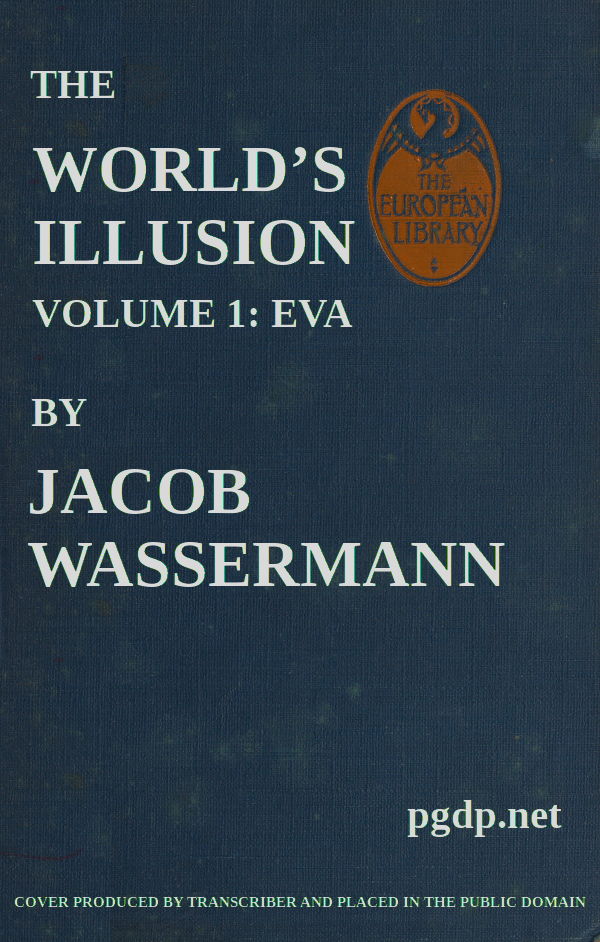 THE
WORLD’S
ILLUSION
VOLUME 1: EVA
THE
EUROPEAN
LIBRARY
BY
JACOB
WASSERMANN
pgdp.net
COVER PRODUCED BY TRANSCRIBER AND PLACED IN THE PUBLIC DOMAIN